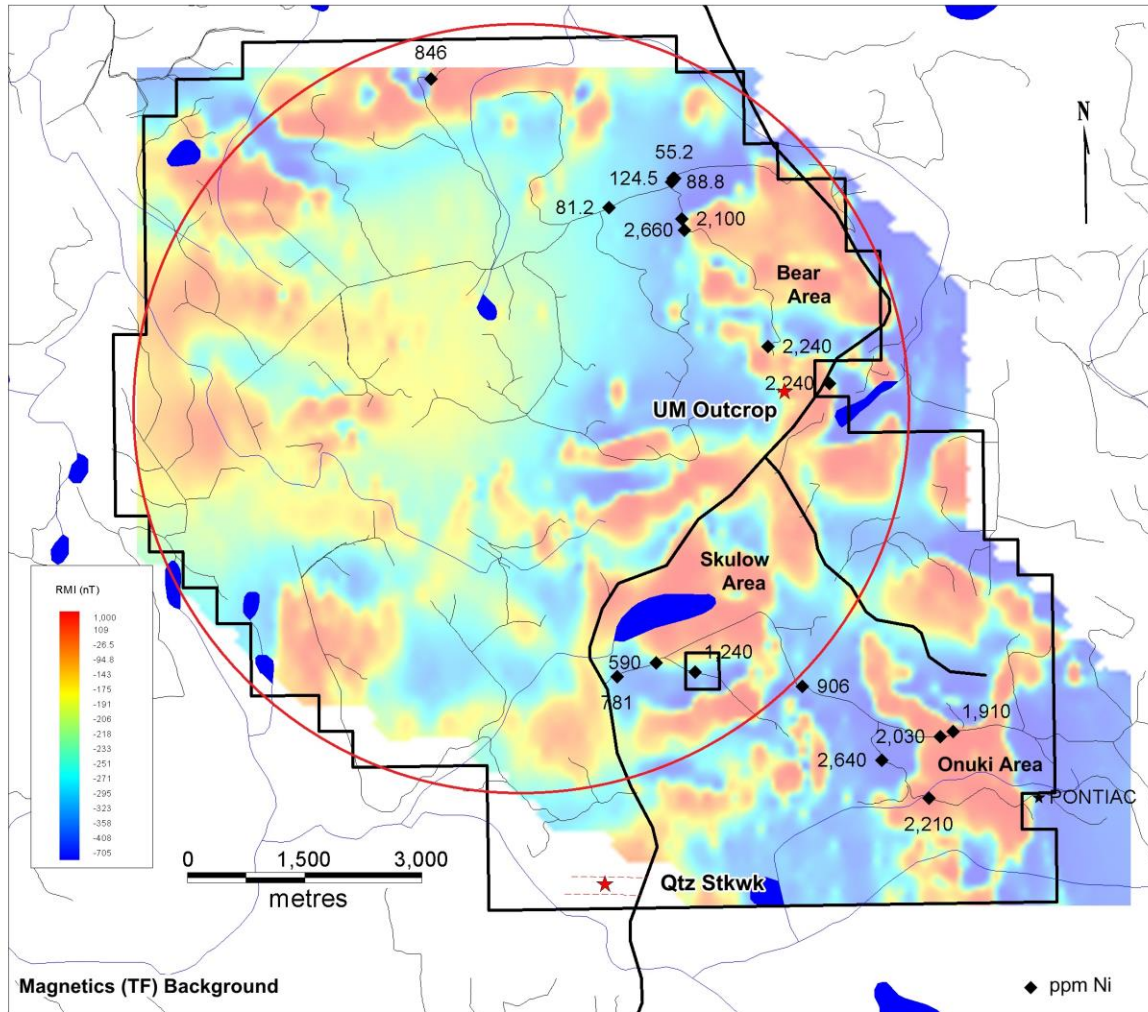 846
N
55.2
124.5
88.8
81.2
2,100
2,660
Bear
Area
2,240
2,240
UM Outcrop
Skulow
Area
RMI (nT)
1,000
109
-26.5
-94.8
-143
-175
-193
-206
-218
-233
-251
-271
-295
-323
-358
-408
-705
590
1,240
781
906
1,910
2,030
Onuki Area
2,640
PONTIAC
2,210
0 1,500 3,000
metres
Qtz Stkwk
Magnetics (TF) Background
ppm Ni